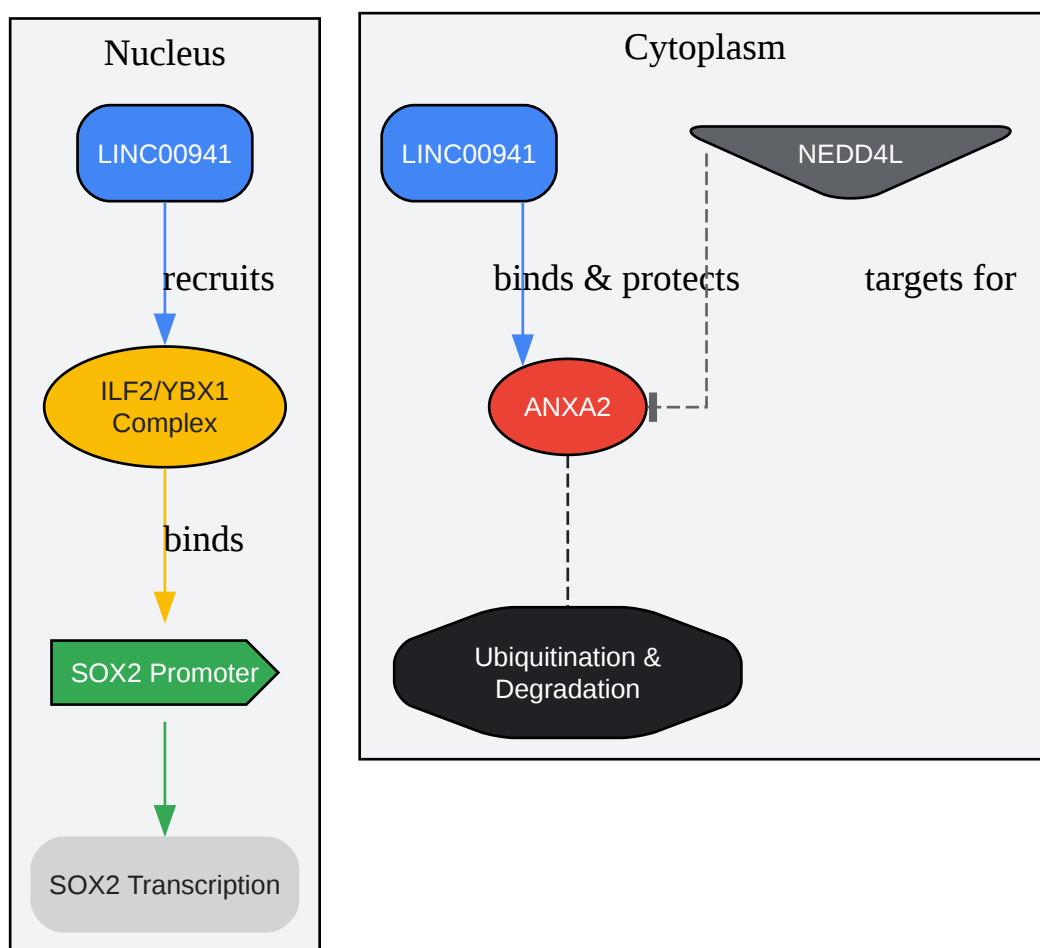 Nucleus
LINC00941
recruits
ILF2/YBX1
Complex
binds
SOX2 Promoter
SOX2 Transcription
Cytoplasm
LINC00941
NEDD4L
binds & protects
targets for
ANXA2
Ubiquitination &
Degradation